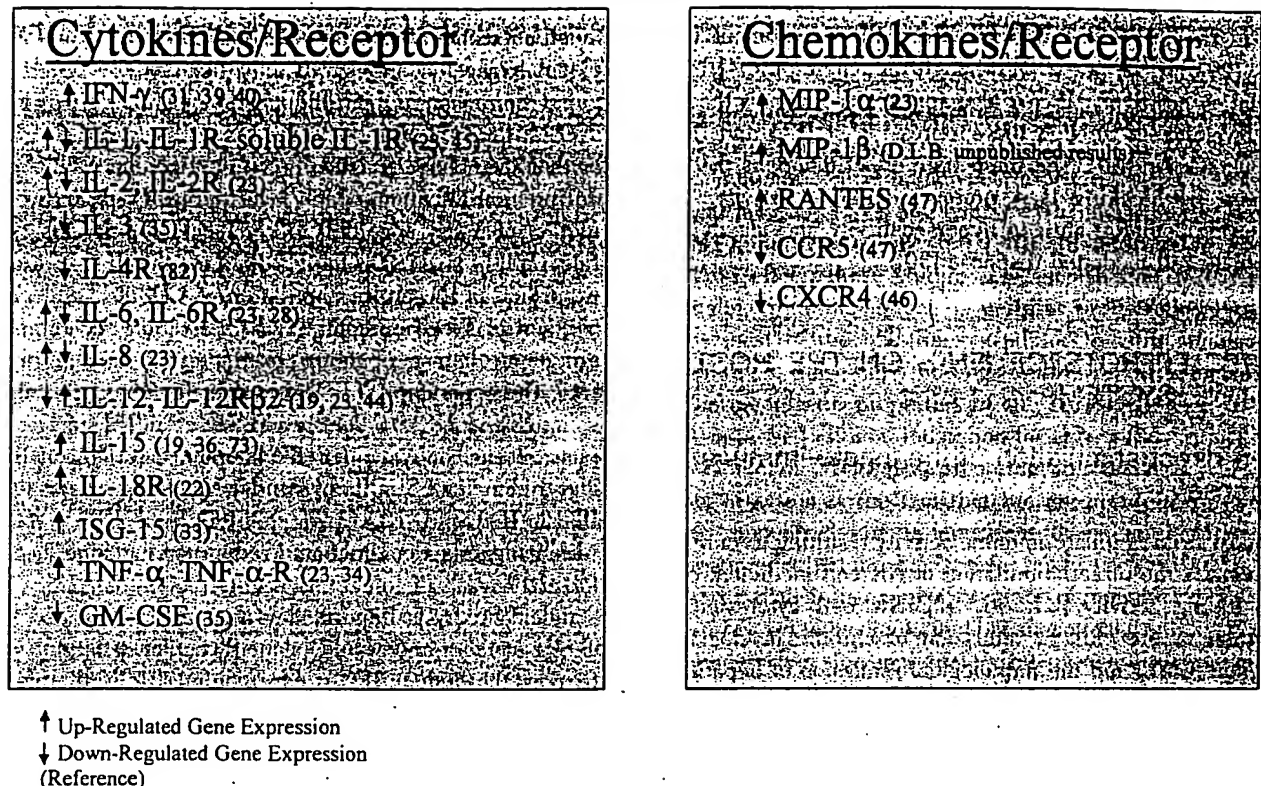 Cytokines/Receptor
↑ IFN-γ (31, 39, 40)
↑↓ IL-1, IL-1R, soluble IL-1R
↑↓ IL-2, IL-2R (23)
↓ IL-3 (35)
↓ IL-4R (82)
↑↓ IL-6, IL-6R (23, 28)
↑↓ IL-8 (23)
↓↑ IL-12, IL-12Rβ2 (19, 23, 44)
↑ IL-15 (19, 36, 73)
↑ IL-18R (22)
↑ ISG-15 (33)
↑ TNF-α, TNF-α-R (23, 34)
↓ GM-CSF (35)
Chemokines/Receptor
↑ MIP-1α (23)
↑ MIP-1β (D.L.B. unpublished results)
↑ RANTES (47)
↓ CCR5 (47)
↓ CXCR4 (46)
↑ Up-Regulated Gene Expression
↓ Down-Regulated Gene Expression
(Reference)